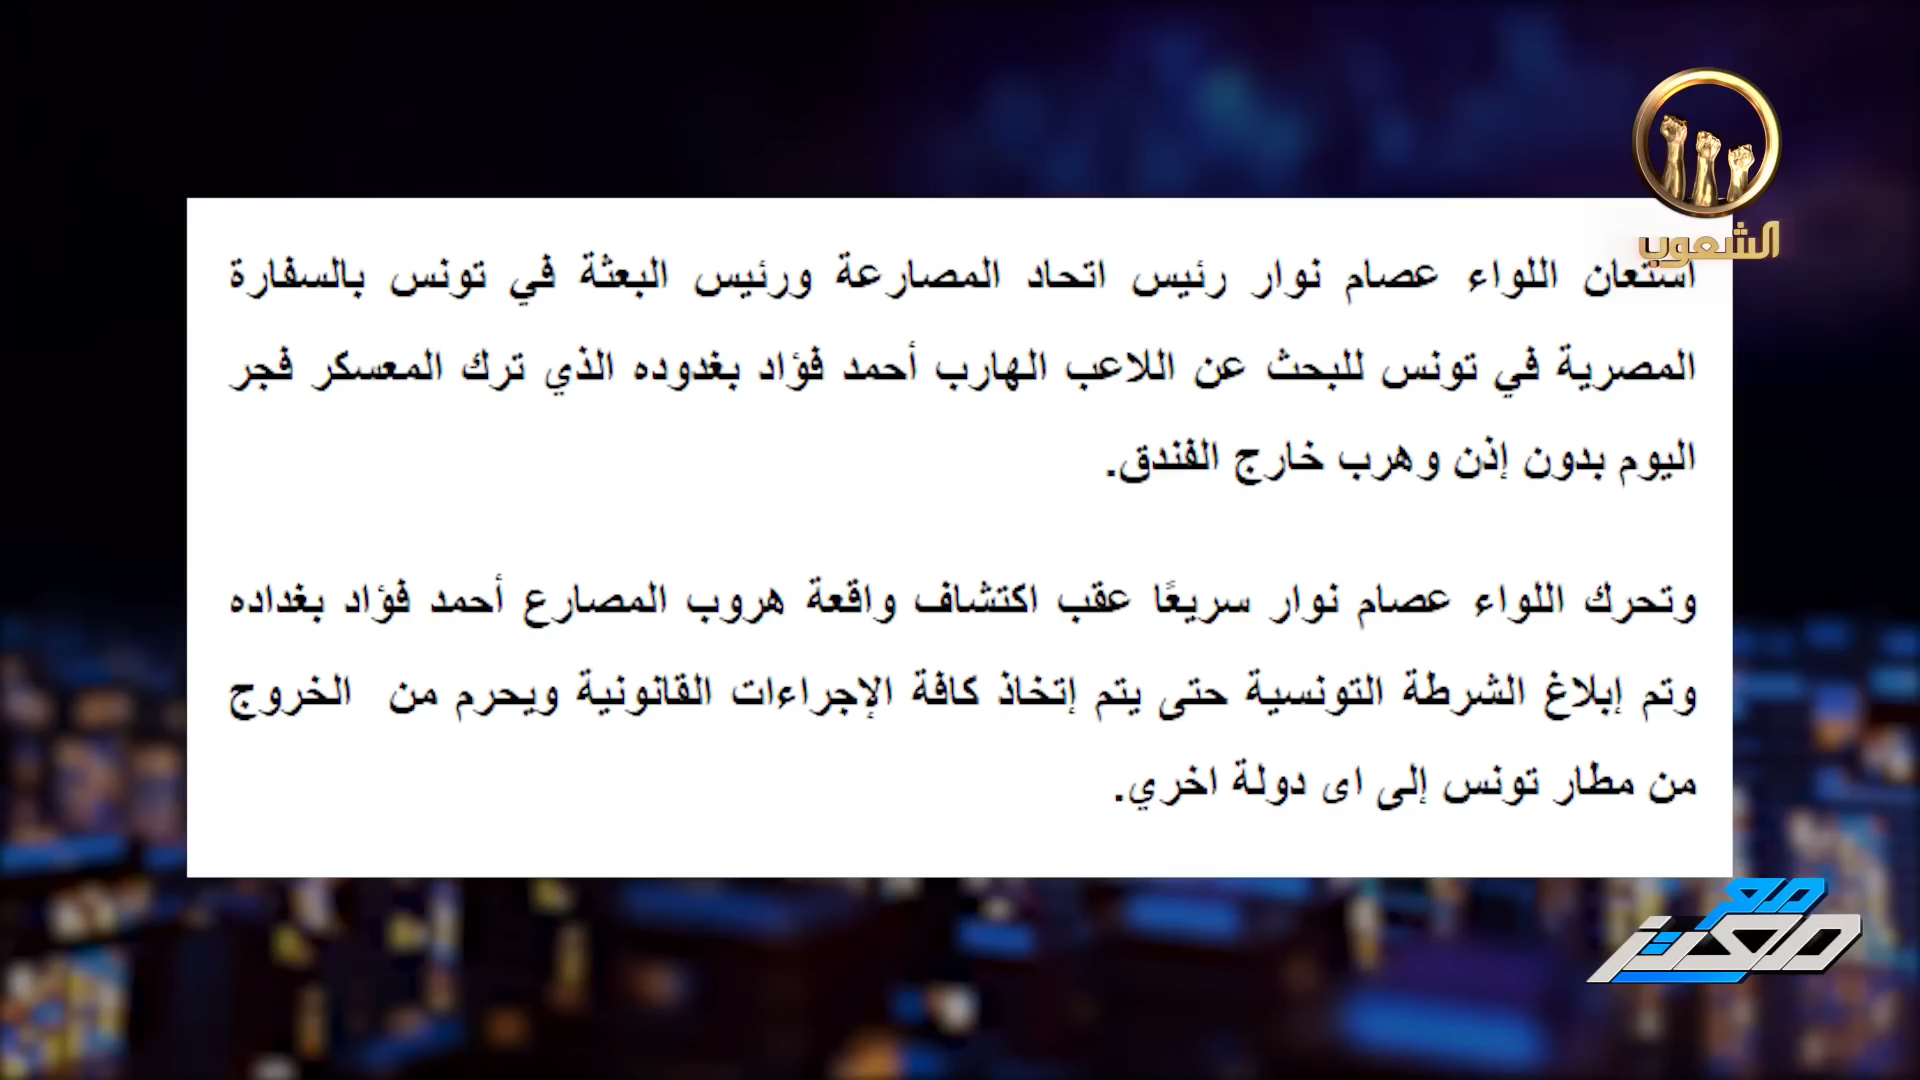 الشعوب
استعان اللواء عصام نوار رئيس اتحاد المصارعة ورئيس البعثة في تونس بالسفارة
المصرية في تونس للبحث عن اللاعب الهارب أحمد فؤاد بغدوده الذي ترك المعسكر فجر
اليوم بدون إذن وهرب خارج الفندق.
وتحرك اللواء عصام نوار سريعًا عقب اكتشاف واقعة هروب المصارع أحمد فؤاد بغداده
وتم إبلاغ الشرطة التونسية حتى يتم إتخاذ كافة الإجراءات القانونية ويحرم من الخروج
من مطار تونس إلى اى دولة اخري.
مع
معتز